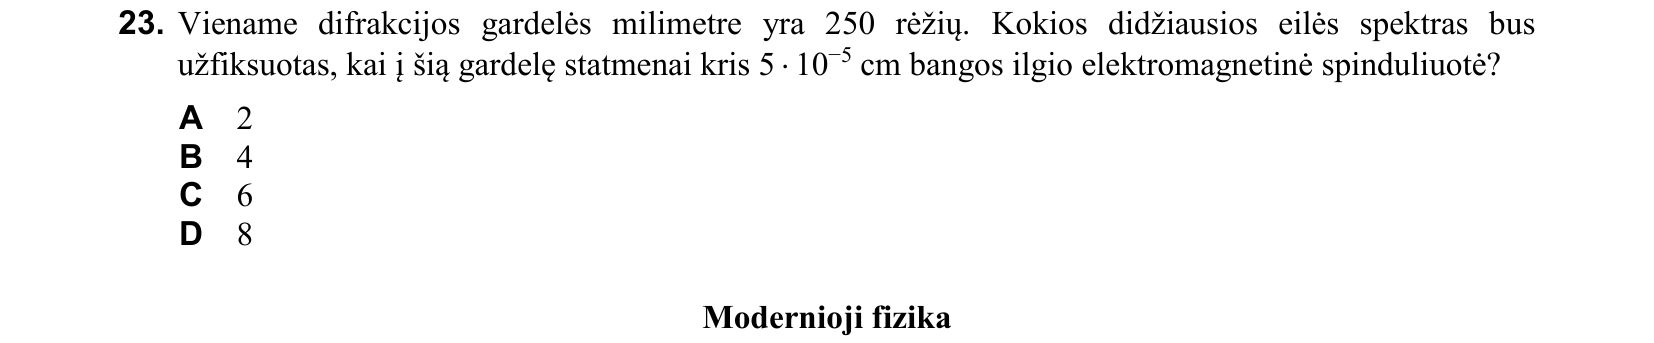 23. Viename difrakcijos gardelės milimetre yra 250 rėžių. Kokios didžiausios eilės spektras bus
užfiksuotas, kai į šią gardelę statmenai kris 5 · 10⁻⁵ cm bangos ilgio elektromagnetinė spinduliuotė?
A 2
B 4
C 6
D 8
Modernioji fizika